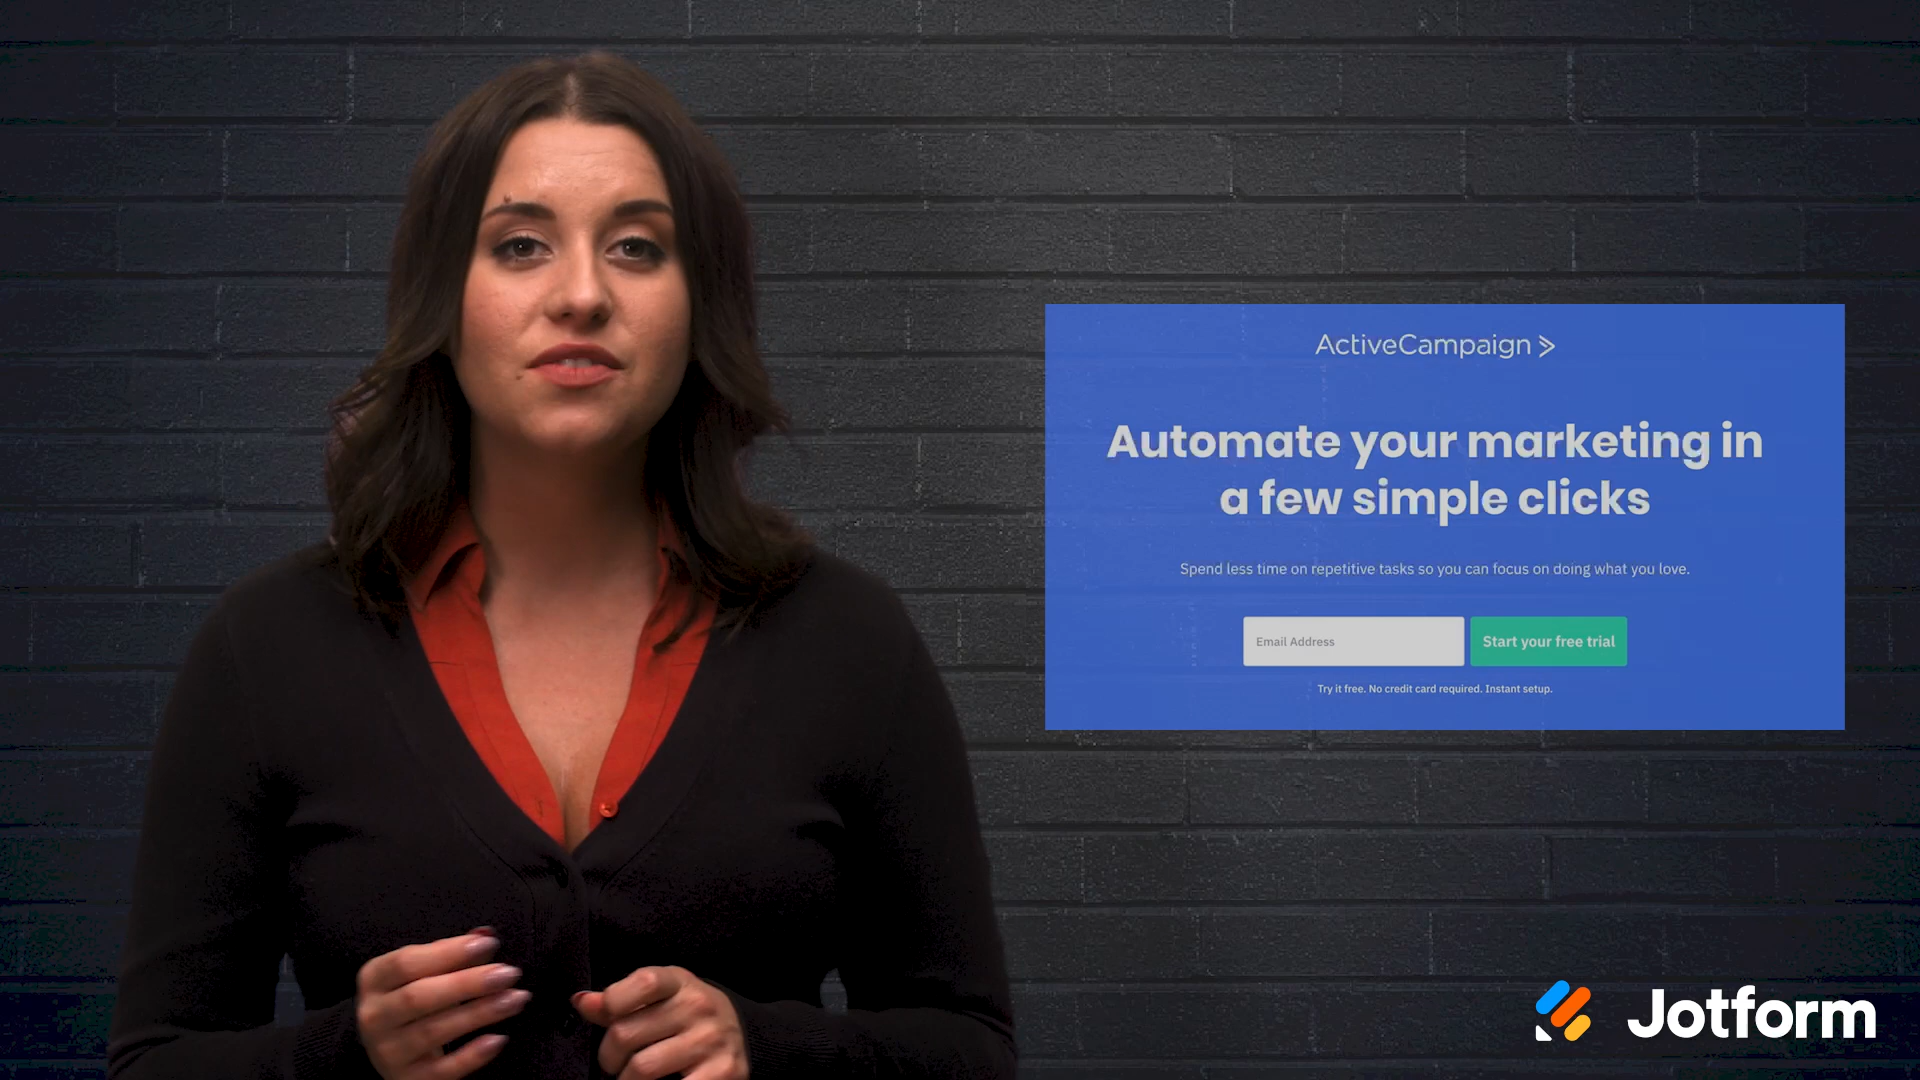 ActiveCampaign
Automate your marketing in
a few simple clicks
Spend less time on repetitive tasks so you can focus on doing what you love.
Email Address
Start your free trial
Try it free. No credit card required. Instant setup.
Jotform